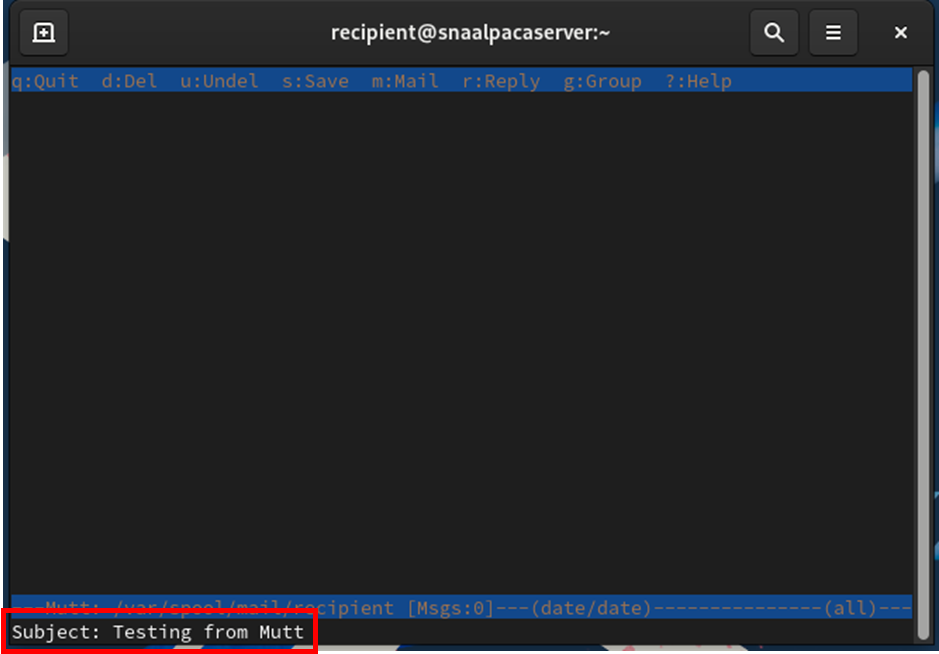 recipient@snaalpacaserver:~
q:Quit  d:Del  u:Undel  s:Save  m:Mail  r:Reply  g:Group  ?:Help
---Mutt: /var/spool/mail/recipient [Msgs:0]---(date/date)---------------(all)---
Subject: Testing from Mutt